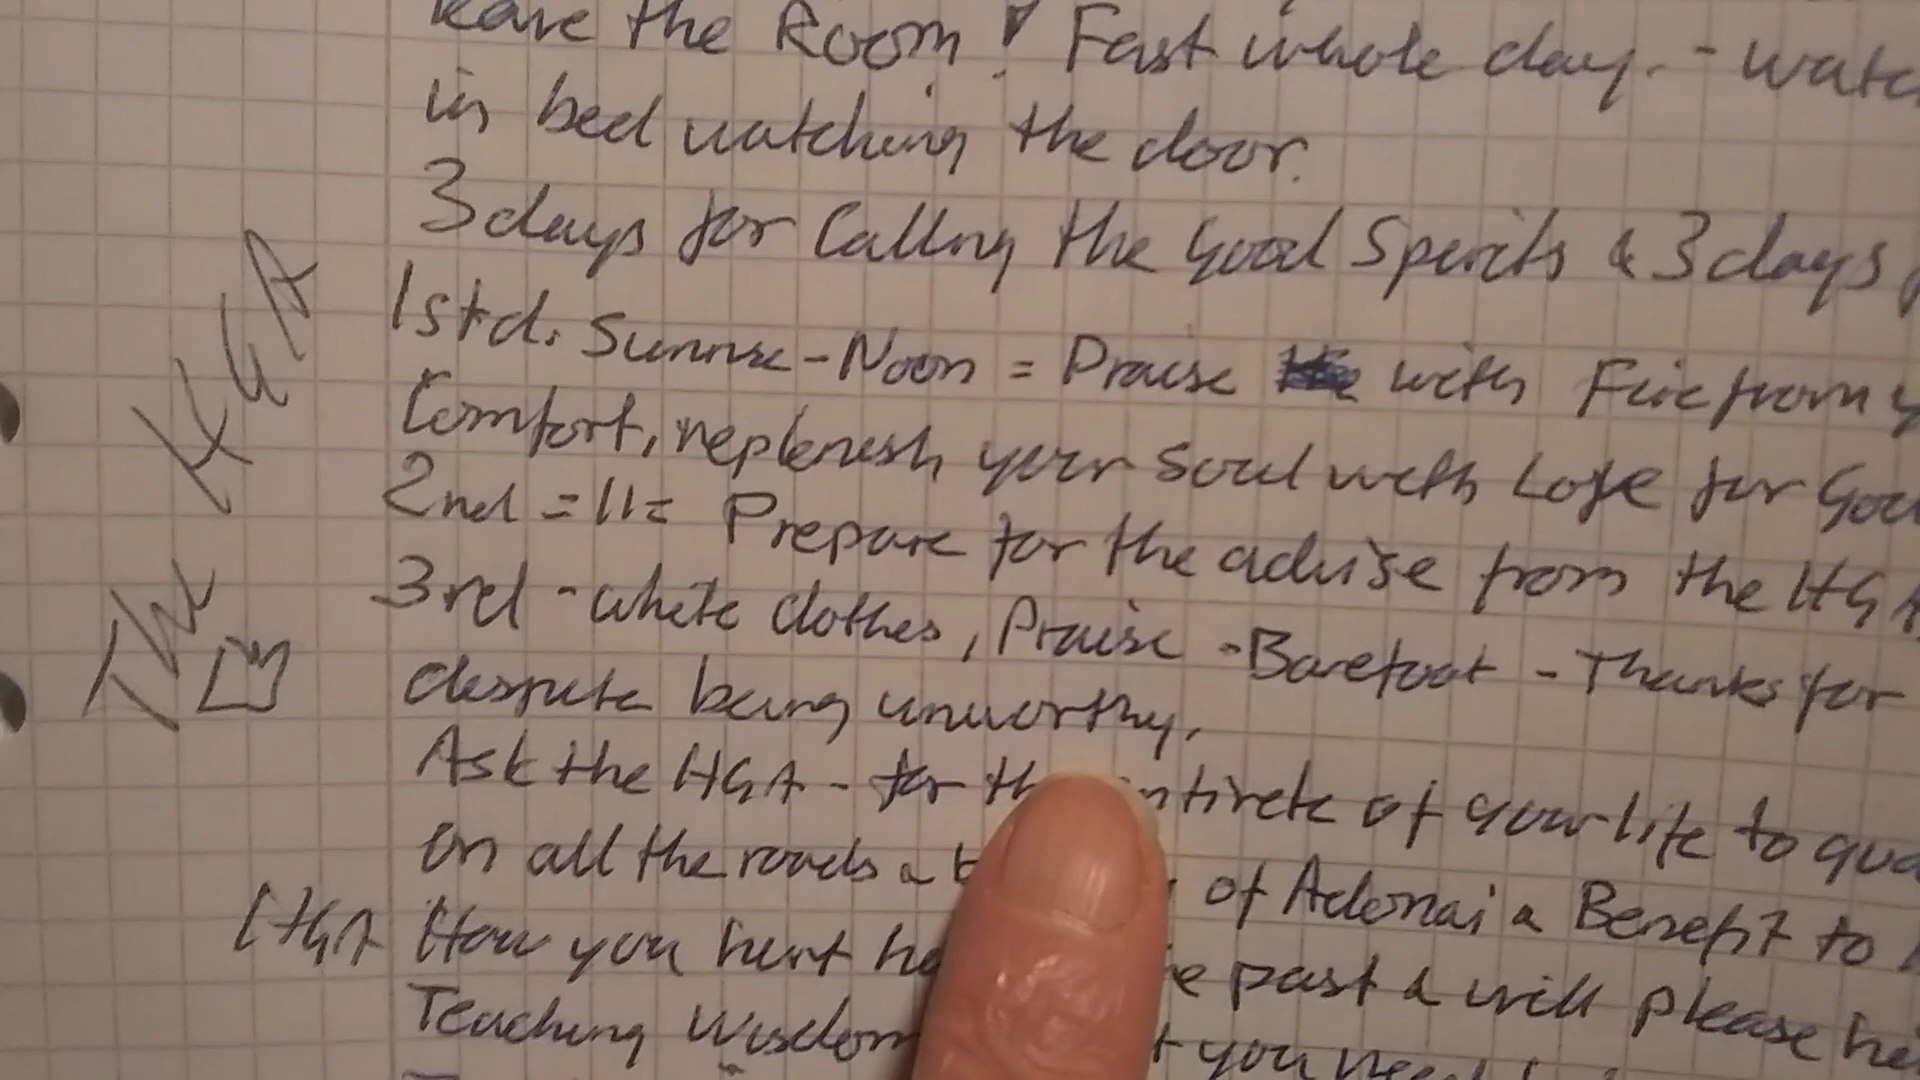 leave the Room! Fast whole day. - watc
in bed watching the door.
3 days for Calling the Good Spirits & 3 days
1st d. Sunrise - Noon = Praise with Fire from y
Comfort, replenish your Soul with Love for God
2nd = 11 = Prepare for the advise from the HGA
3rd - white clothes, Praise - Barefoot - Thanks for
despite being unworthy.
Ask the HGA - for the entirete of your life to gua
on all the roads & of Adonai a Benefit to
HGA How you hurt past & will please
Teaching Wisdom you need
The HGA